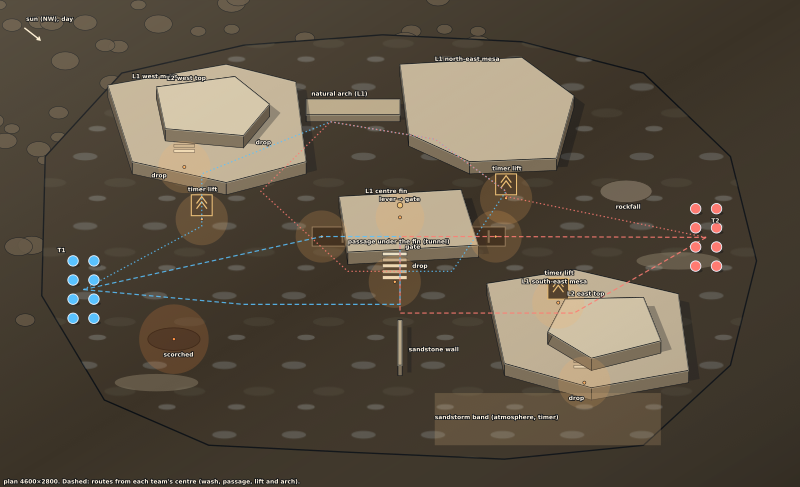 sun (NW), day
L1 north-east mesa
L1 west m
L2 west top
natural arch (L1)
drop
drop
timer lift
timer lift
L1 centre fin
lever → gate
rockfall
T2
passage under the fin (tunnel)
gate
T1
drop
timer lift
L1 south-east mesa
L2 east top
sandstone wall
scorched
drop
sandstorm band (atmosphere, timer)
plan 4600×2800. Dashed: routes from each team's centre (wash, passage, lift and arch).